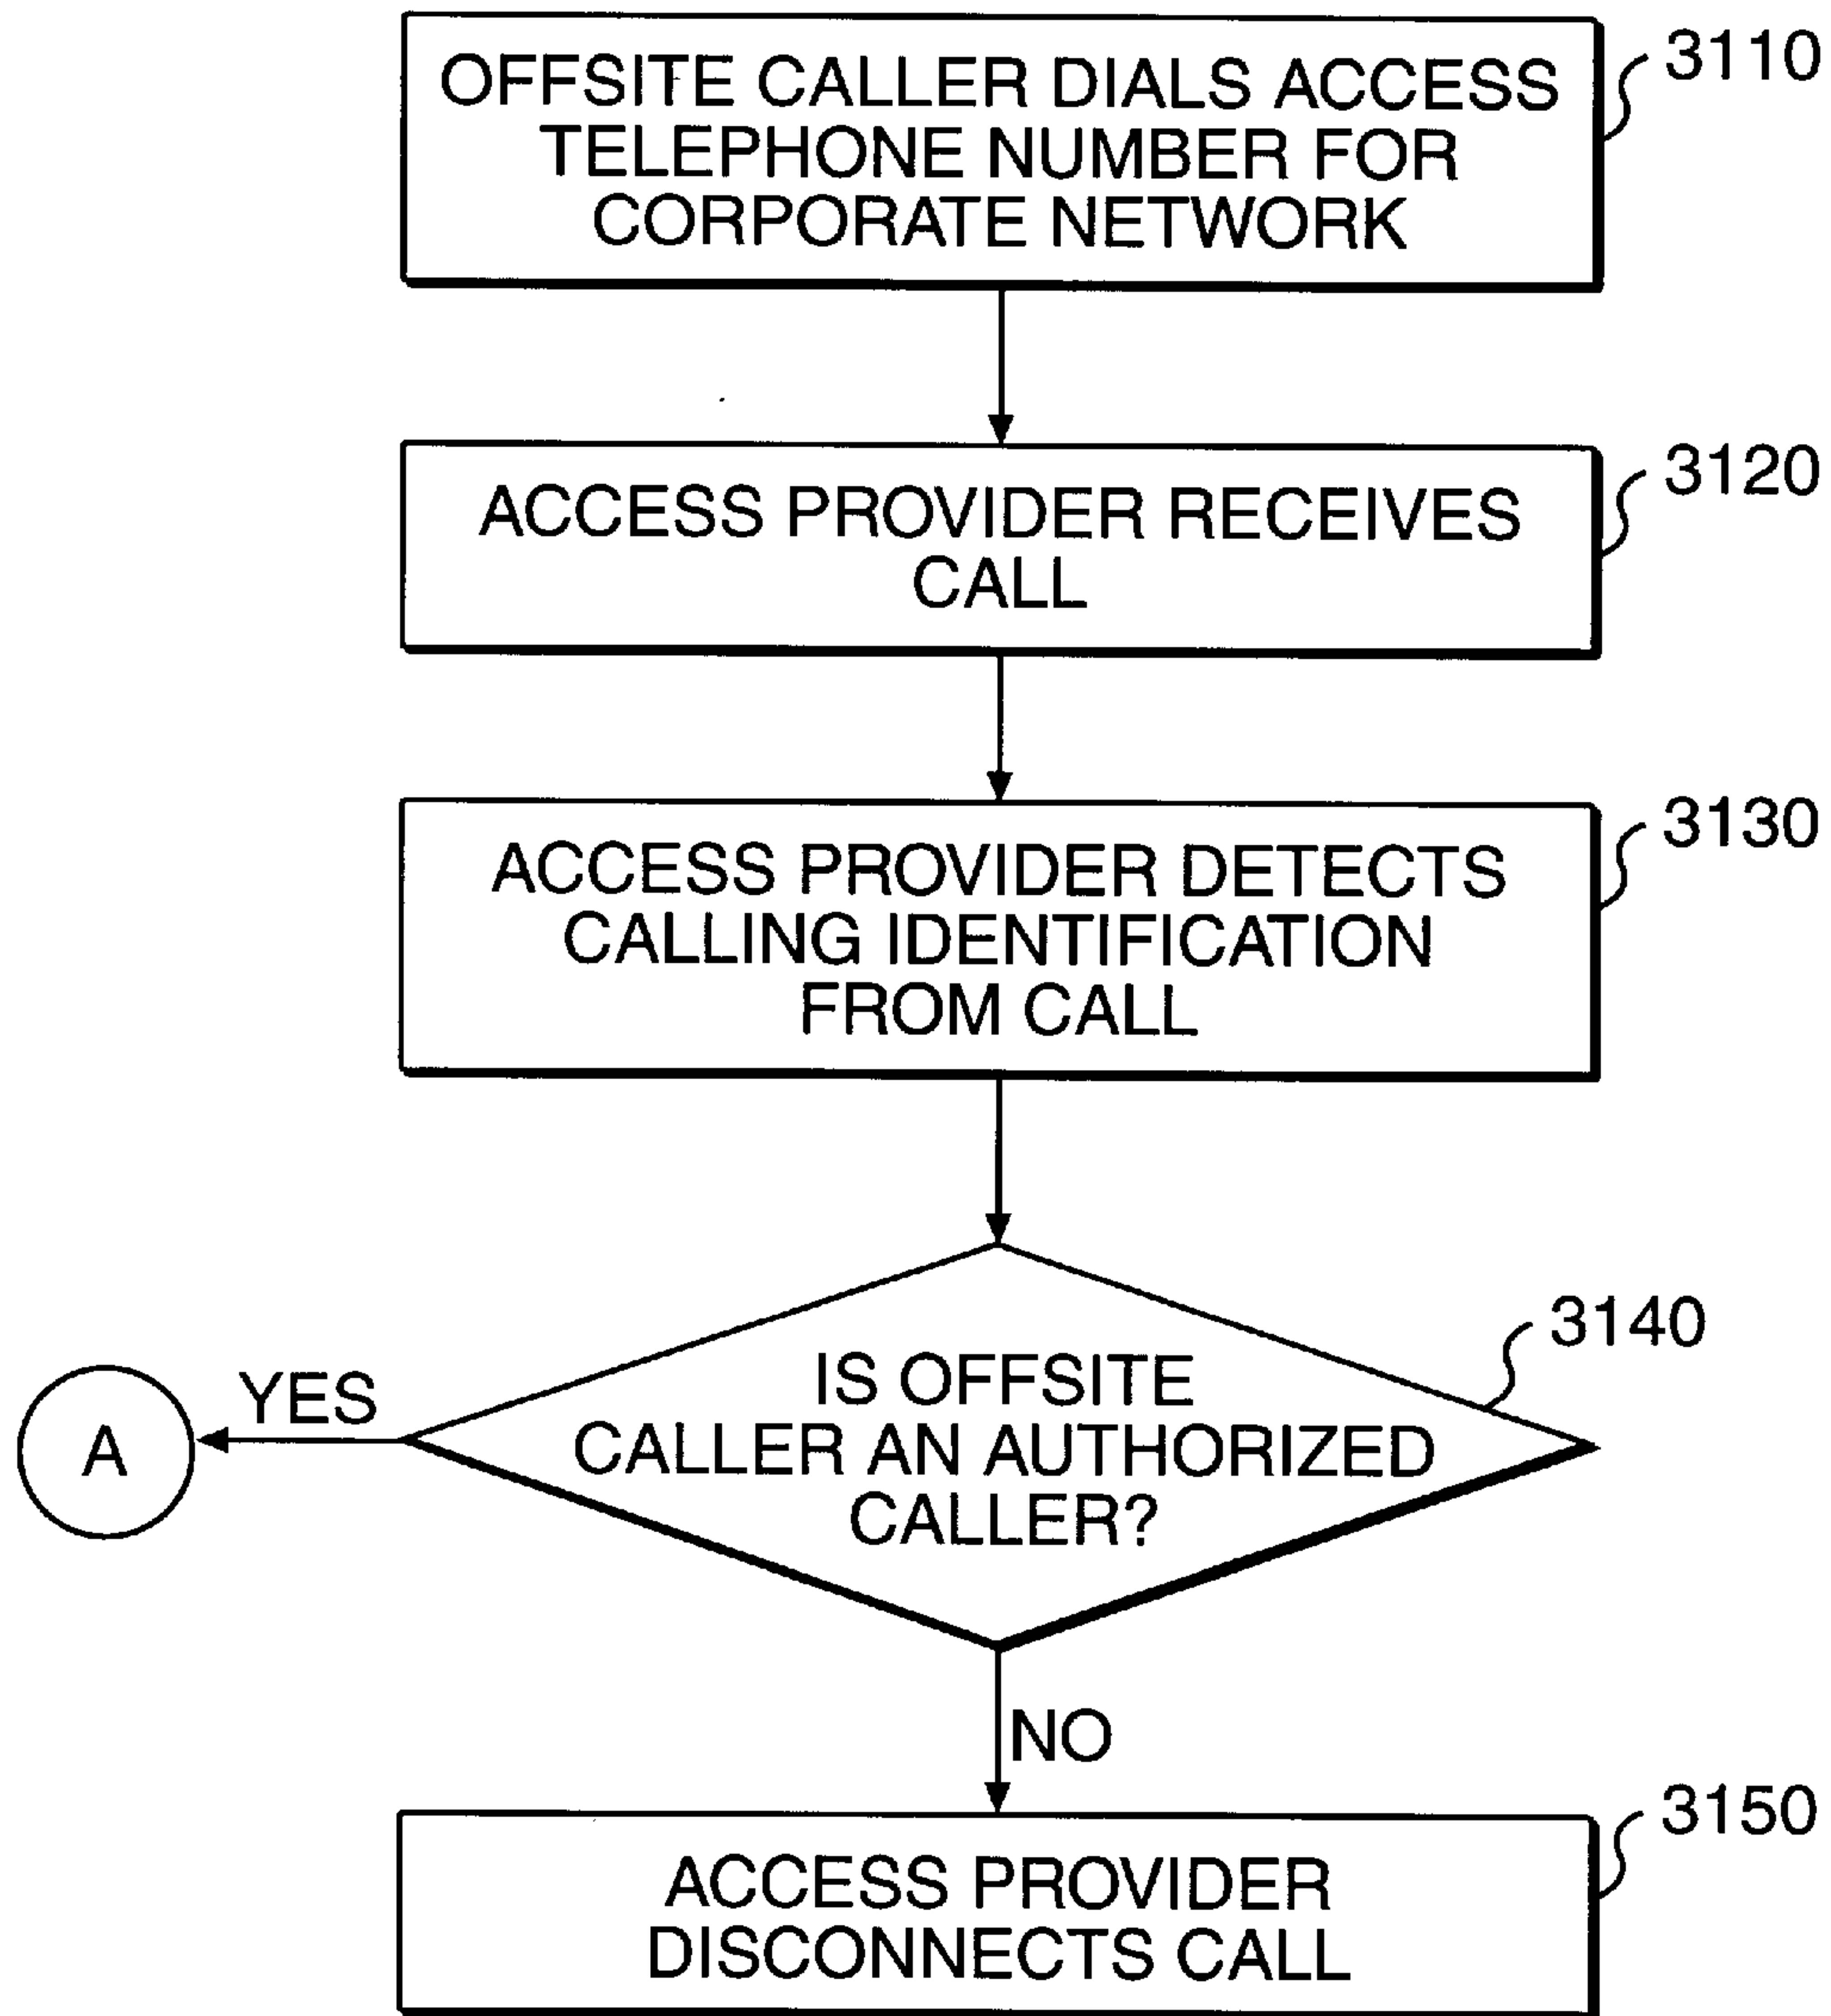 OFFSITE CALLER DIALS ACCESS
TELEPHONE NUMBER FOR
CORPORATE NETWORK
3110
ACCESS PROVIDER RECEIVES
CALL
3120
ACCESS PROVIDER DETECTS
CALLING IDENTIFICATION
FROM CALL
3130
IS OFFSITE
CALLER AN AUTHORIZED
CALLER?
3140
YES
A
NO
ACCESS PROVIDER
DISCONNECTS CALL
3150